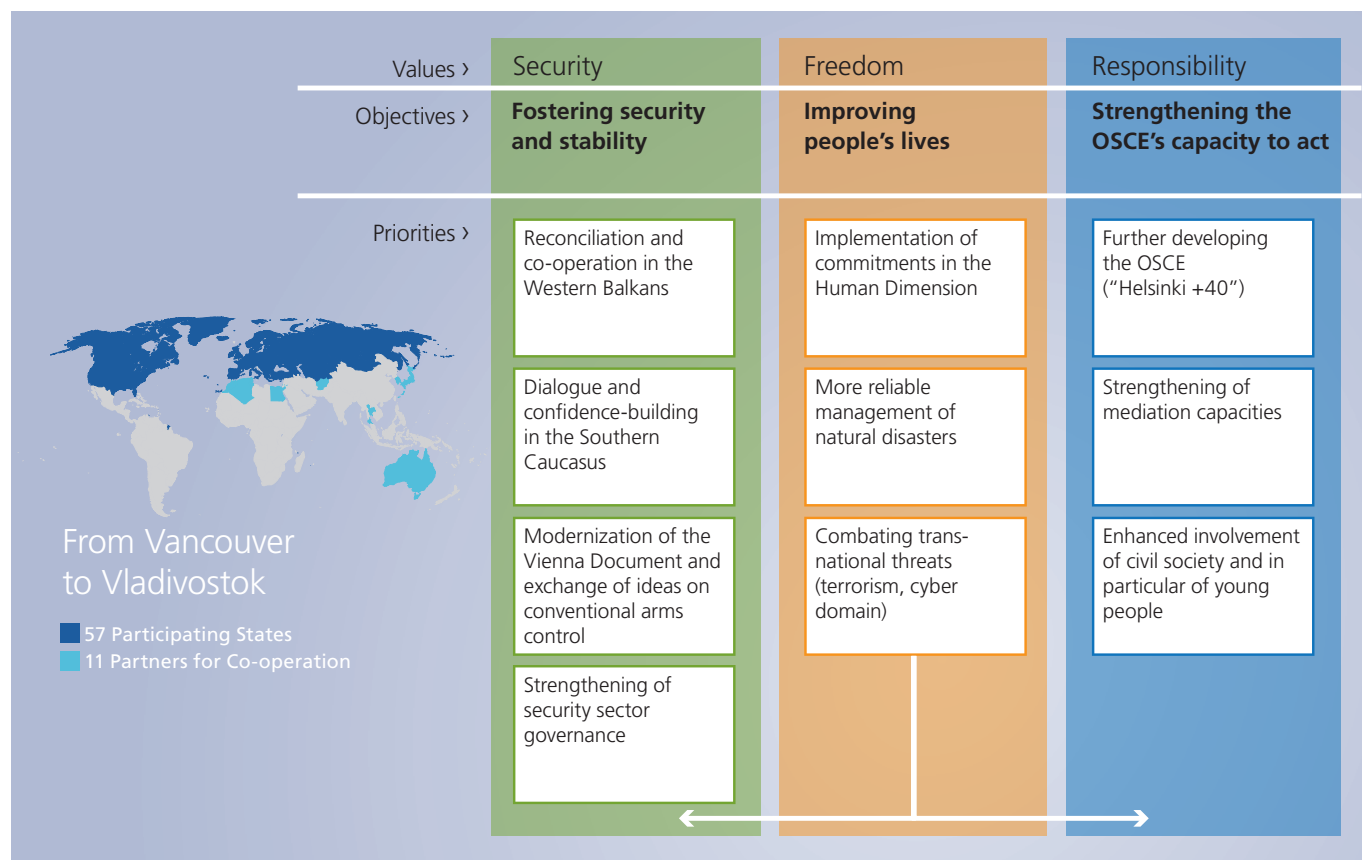 Values ›
Security
Freedom
Responsibility
Objectives ›
Fostering security
and stability
Improving
people's lives
Strengthening the
OSCE's capacity to act
Priorities ›
Reconciliation and
co-operation in the
Western Balkans
Dialogue and
confidence-building
in the Southern
Caucasus
Modernization of the
Vienna Document and
exchange of ideas on
conventional arms
control
Strengthening of
security sector
governance
Implementation of
commitments in the
Human Dimension
More reliable
management of
natural disasters
Combating trans-
national threats
(terrorism, cyber
domain)
Further developing
the OSCE
("Helsinki +40")
Strengthening of
mediation capacities
Enhanced involvement
of civil society and in
particular of young
people
From Vancouver
to Vladivostok
57 Participating States
11 Partners for Co-operation